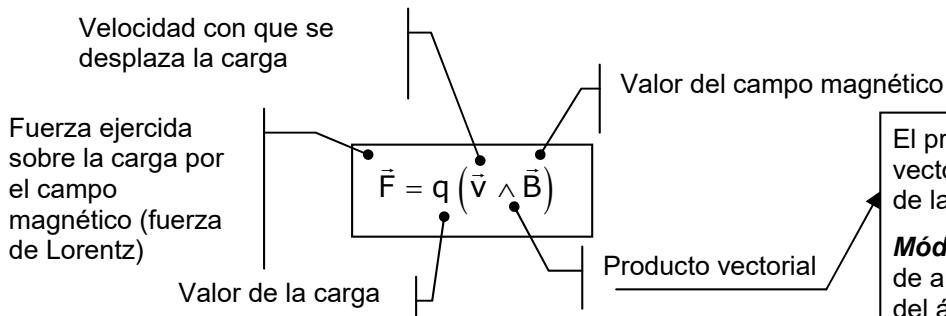 Velocidad con que se
desplaza la carga
Valor del campo magnético
Fuerza ejercida
sobre la carga por
el campo
magnético (fuerza
de Lorentz)
F⃗ = q (v⃗ ∧ B⃗)
Valor de la carga
Producto vectorial
El pr
vecto
de la
Mód
de a
del á